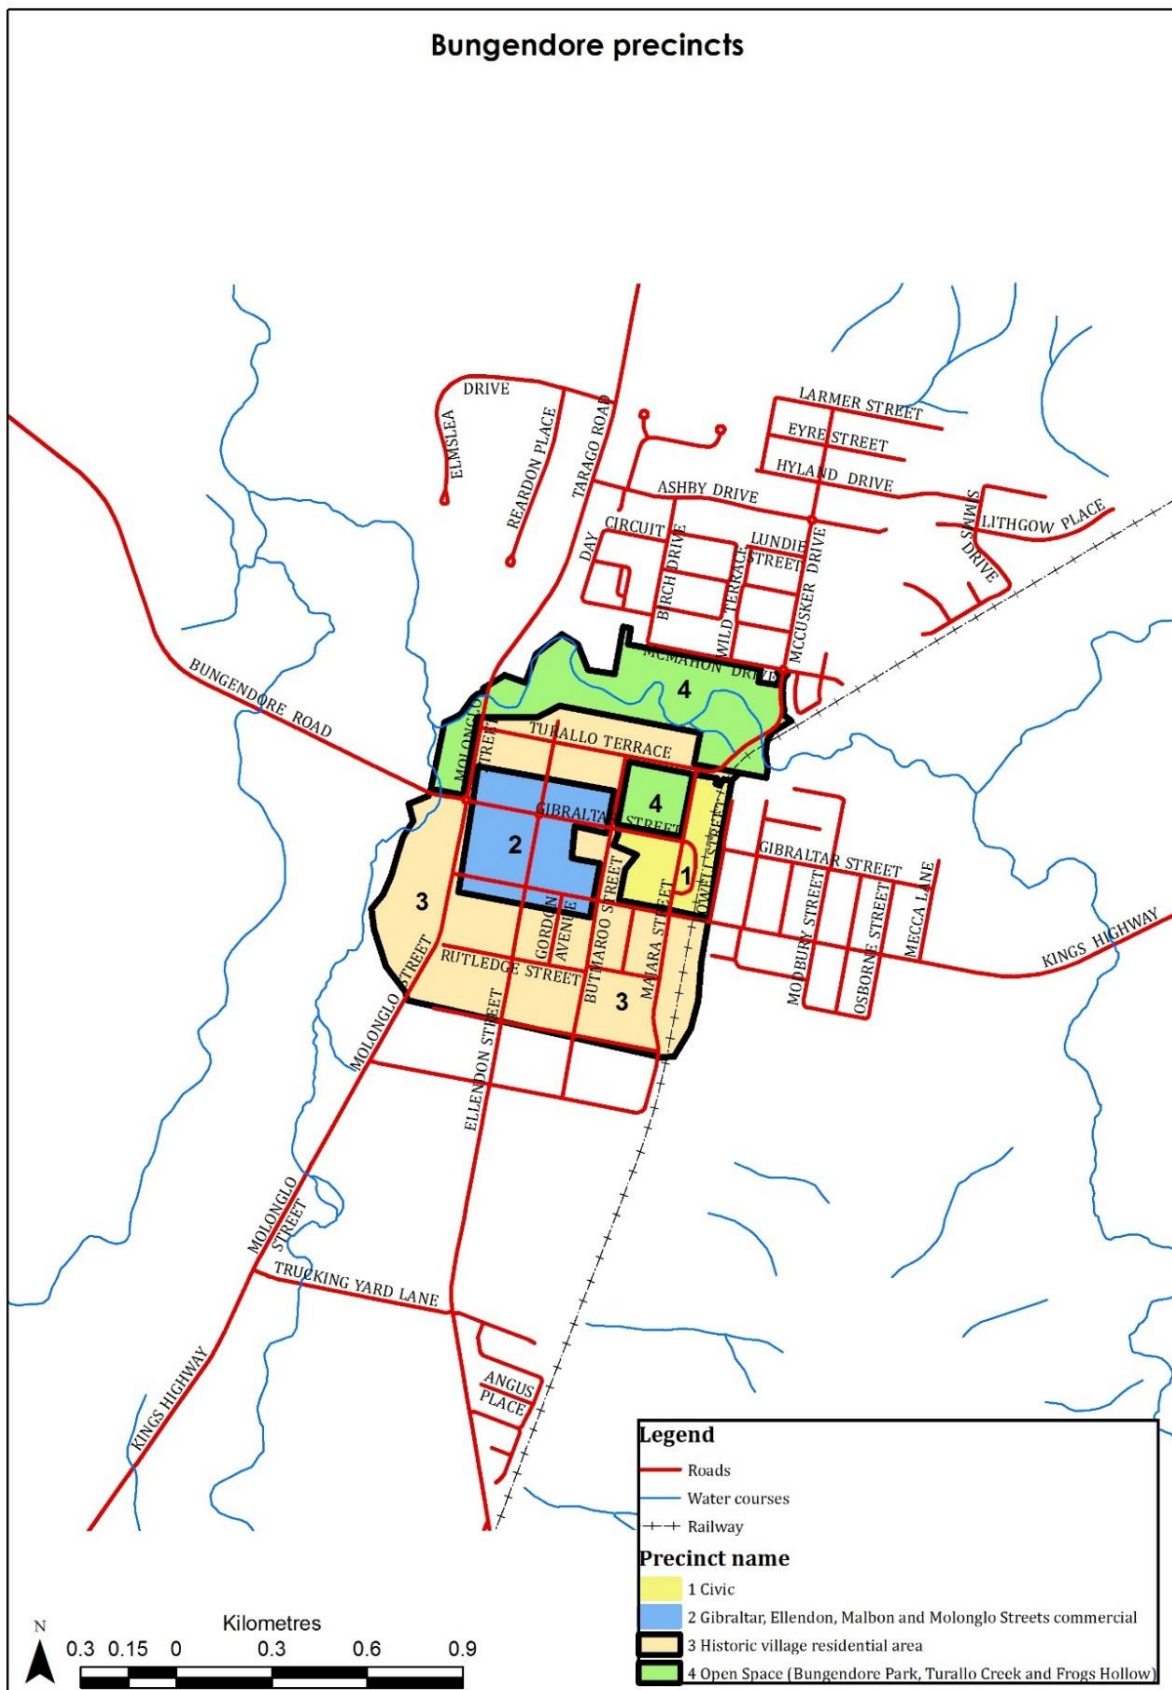 Bungendore precincts
LARMER STREET
DRIVE
EYRE STREET
ELMSLEA
REARDON PLACE
TARAGO ROAD
HYLAND DRIVE
ASHBY DRIVE
SIMMS DRIVE
LITHGOW PLACE
CIRCUIT
DAY
BIRCH DRIVE
LUNDIE
STREET
WILD TERRACE
MCCUSKER DRIVE
MCMAHON DRIVE
4
BUNGENDORE ROAD
MOLONGLO
STREET
TURALLO TERRACE
4
GIBRALTAR STREET
2
1
POWELL STREET
GIBRALTAR STREET
3
GORDON
AVENUE
BUTMAROO STREET
MAJARA STREET
MODBURY STREET
OSBORNE STREET
MECCA LANE
KINGS HIGHWAY
RUTLEDGE STREET
3
MOLONGLO STREET
ELLENDON STREET
MOLONGLO
STREET
TRUCKING YARD LANE
KINGS HIGHWAY
ANGUS
PLACE
Legend
Roads
Water courses
Railway
Precinct name
1 Civic
2 Gibraltar, Ellendon, Malbon and Molonglo Streets commercial
3 Historic village residential area
4 Open Space (Bungendore Park, Turallo Creek and Frogs Hollow)
N
Kilometres
0.3 0.15 0 0.3 0.6 0.9